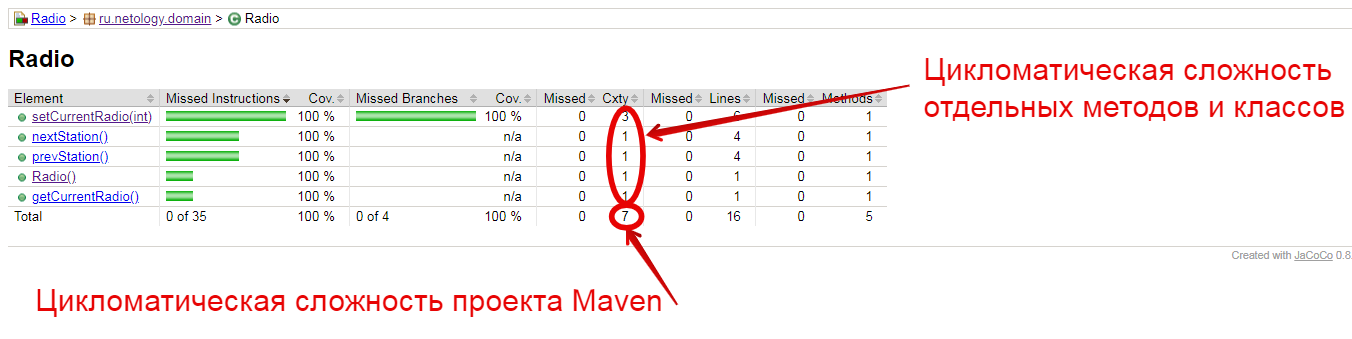 Radio > ru.netology.domain > Radio
Radio
Цикломатическая сложность
отдельных методов и классов
Element Missed Instructions Cov. Missed Branches Cov. Missed Cxty Missed Lines Missed Methods
setCurrentRadio(int) 100 % 100 % 0 3 0 6 0 1
nextStation() 100 % n/a 0 1 0 4 0 1
prevStation() 100 % n/a 0 1 0 4 0 1
Radio() 100 % n/a 0 1 0 1 0 1
getCurrentRadio() 100 % n/a 0 1 0 1 0 1
Total 0 of 35 100 % 0 of 4 100 % 0 7 0 16 0 5
Created with JaCoCo 0.8.
Цикломатическая сложность проекта Maven